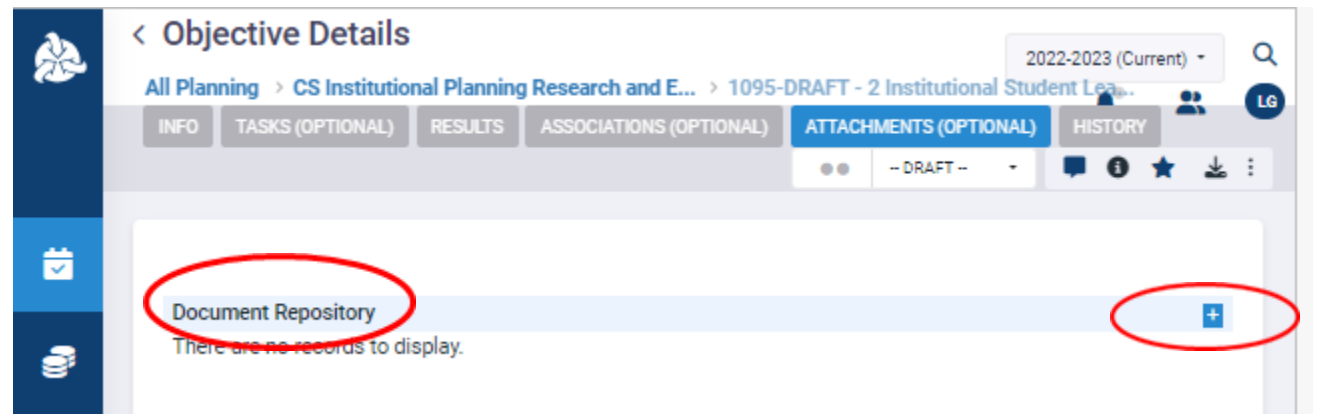 < Objective Details
2022-2023 (Current)
All Planning > CS Institutional Planning Research and E... > 1095-DRAFT - 2 Institutional Student Lea...
LG
INFO TASKS (OPTIONAL) RESULTS ASSOCIATIONS (OPTIONAL) ATTACHMENTS (OPTIONAL) HISTORY
-- DRAFT --
Document Repository
+
There are no records to display.